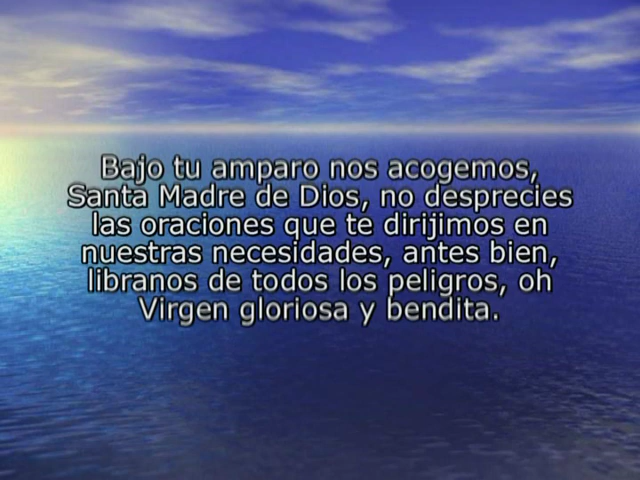 Bajo tu amparo nos acogemos,
Santa Madre de Dios, no desprecies
las oraciones que te dirijimos en
nuestras necesidades, antes bien,
libranos de todos los peligros, oh
Virgen gloriosa y bendita.